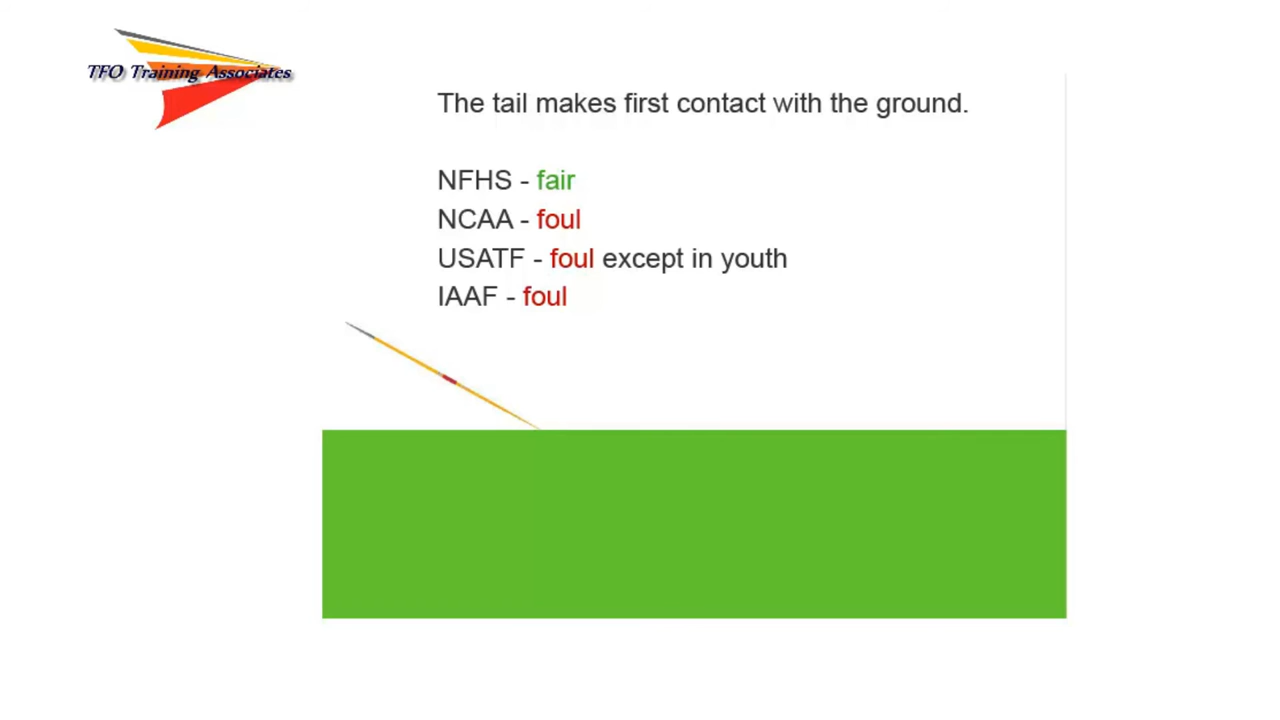 TFO Training Associates
The tail makes first contact with the ground.
NFHS - fair
NCAA - foul
USATF - foul except in youth
IAAF - foul